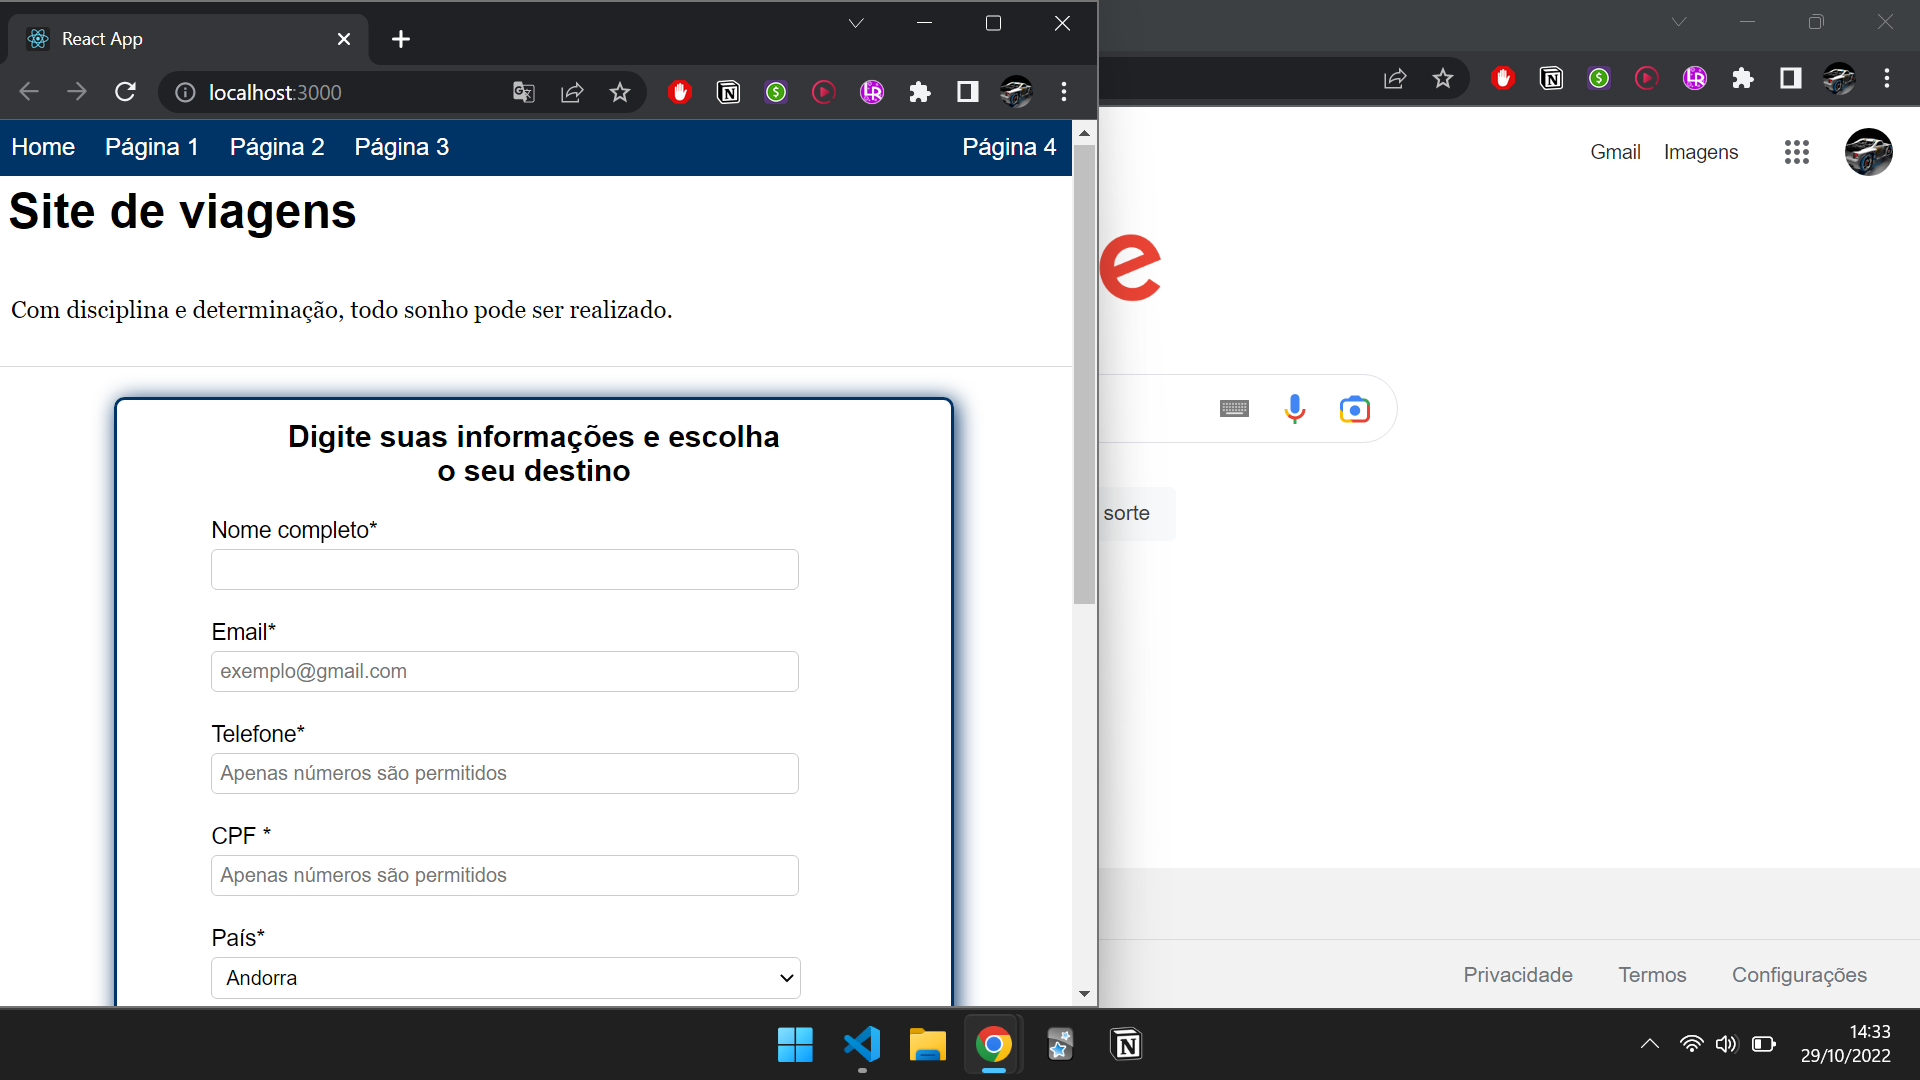 React App
localhost:3000
Home Página 1 Página 2 Página 3 Página 4
Site de viagens
Com disciplina e determinação, todo sonho pode ser realizado.
Digite suas informações e escolha
o seu destino
Nome completo*
Email*
exemplo@gmail.com
Telefone*
Apenas números são permitidos
CPF *
Apenas números são permitidos
País*
Andorra
Gmail Imagens
e
sorte
Privacidade Termos Configurações
14:33
29/10/2022